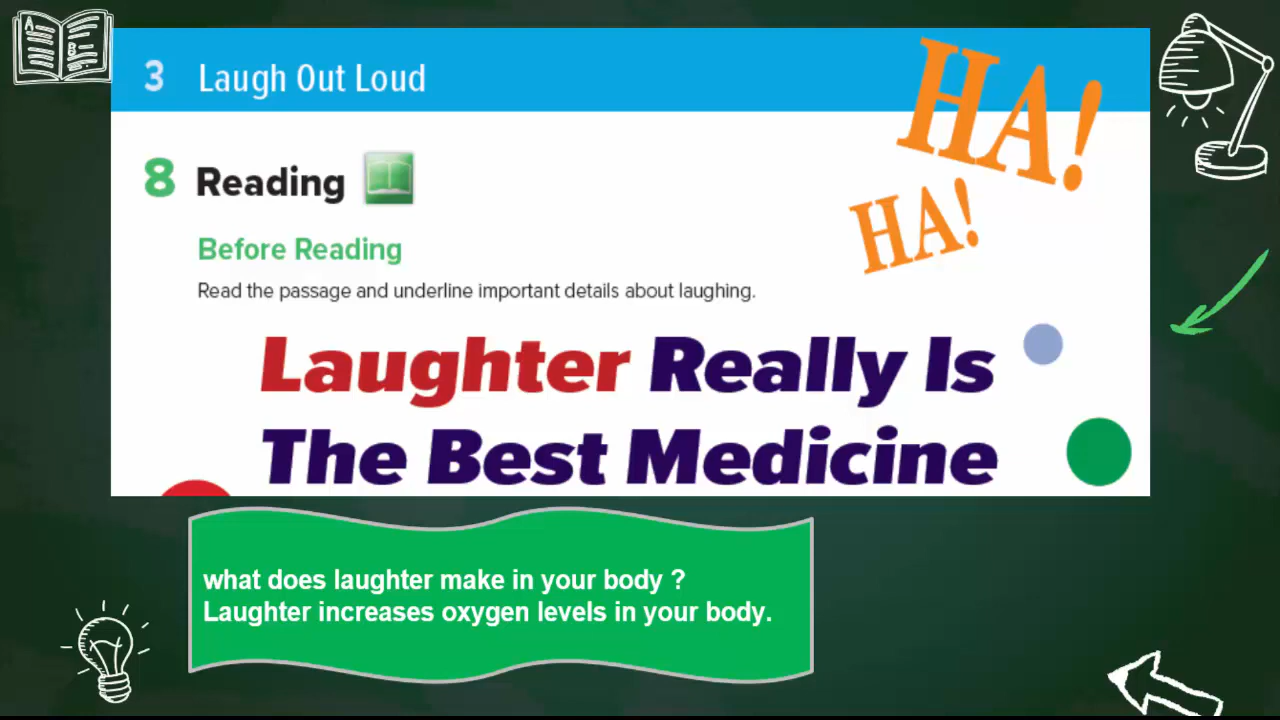 3 Laugh Out Loud
HA!
HA!
8 Reading
Before Reading
Read the passage and underline important details about laughing.
Laughter Really Is
The Best Medicine
what does laughter make in your body ?
Laughter increases oxygen levels in your body.